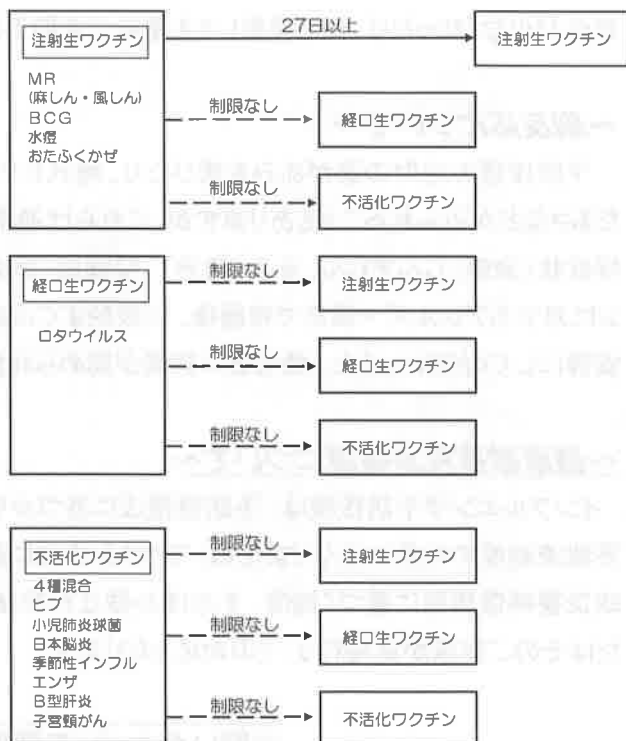 注射生ワクチン
27日以上
注射生ワクチン
MR
(麻しん・風しん)
BCG
水痘
おたふくかぜ
制限なし
経口生ワクチン
制限なし
不活化ワクチン
経口生ワクチン
ロタウイルス
制限なし
注射生ワクチン
制限なし
経口生ワクチン
制限なし
不活化ワクチン
不活化ワクチン
4種混合
ヒブ
小児肺炎球菌
日本脳炎
季節性インフル
エンザ
B型肝炎
子宮頸がん
制限なし
注射生ワクチン
制限なし
経口生ワクチン
制限なし
不活化ワクチン